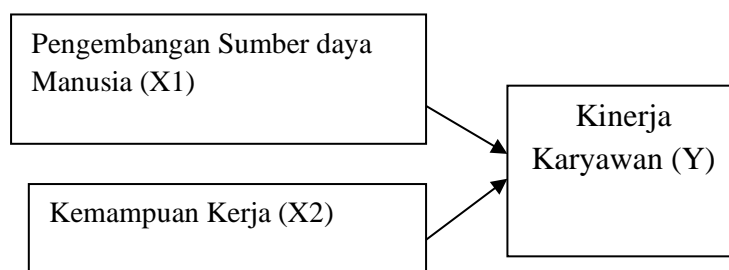 Pengembangan Sumber daya
Manusia (X1)
Kinerja
Karyawan (Y)
Kemampuan Kerja (X2)